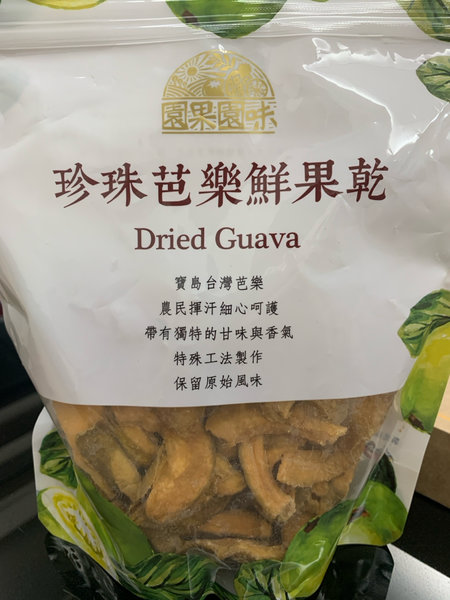 園果園味
珍珠芭樂鮮果乾
Dried Guava
寶島台灣芭樂
農民揮汗細心呵護
帶有獨特的甘味與香氣
特殊工法製作
保留原始風味